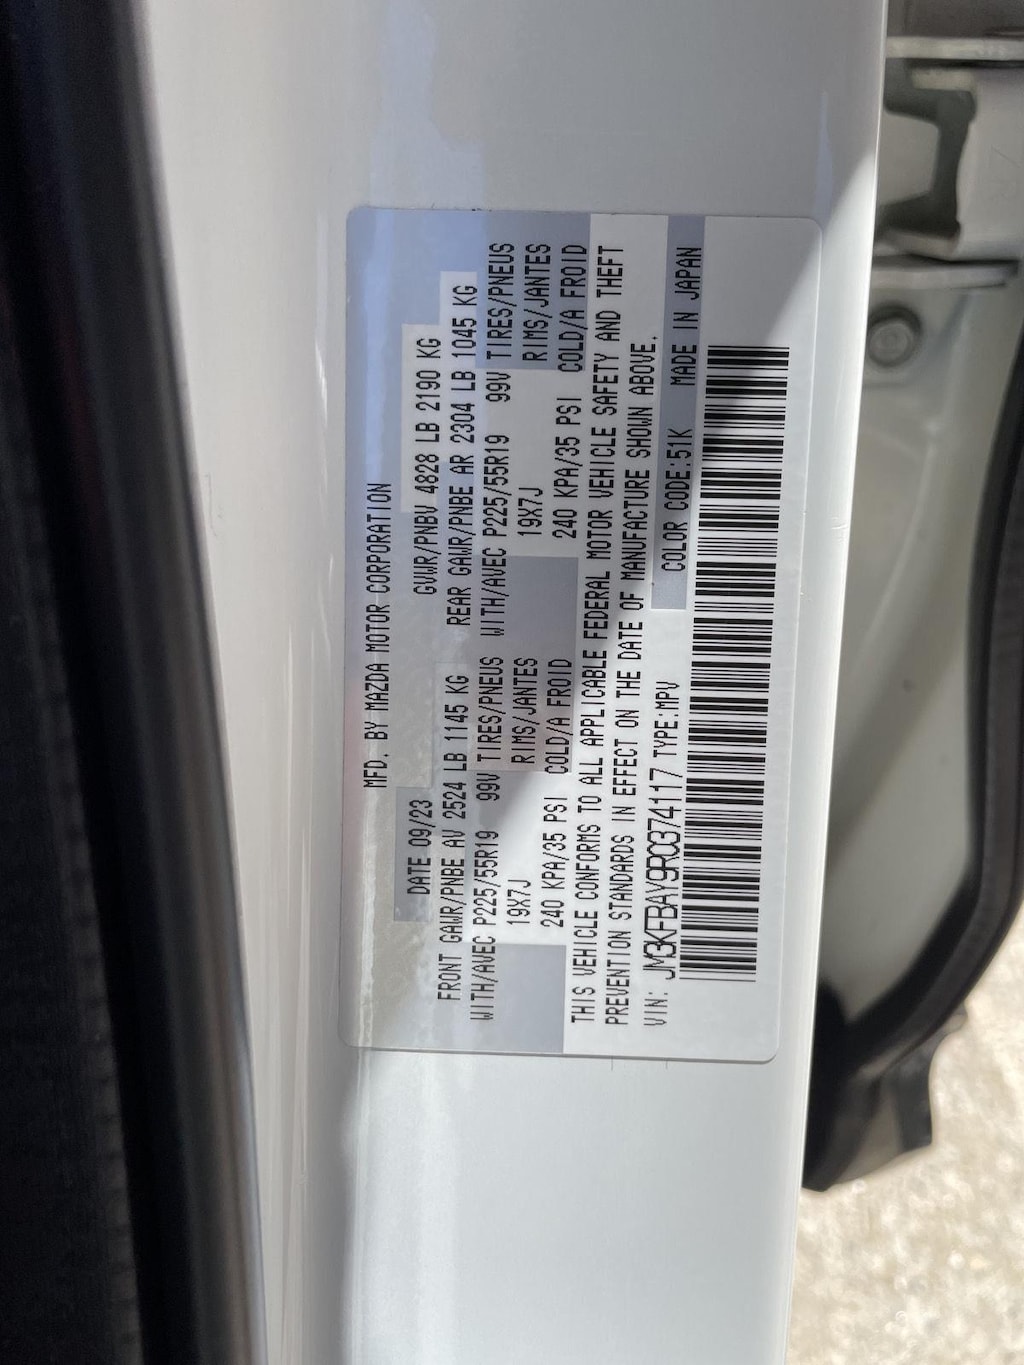 MFD. BY MAZDA MOTOR CORPORATION
DATE 09/23 GVWR/PNBV 4828 LB 2190 KG
FRONT GAWR/PNBE AV 2524 LB 1145 KG REAR GAWR/PNBE AR 2304 LB 1045 KG
WITH/AVEC P225/55R19 99V TIRES/PNEUS WITH/AVEC P225/55R19 99V TIRES/PNEUS
19X7J RIMS/JANTES 19X7J RIMS/JANTES
240 KPA/35 PSI COLD/A FROID 240 KPA/35 PSI COLD/A FROID
THIS VEHICLE CONFORMS TO ALL APPLICABLE FEDERAL MOTOR VEHICLE SAFETY AND THEFT
PREVENTION STANDARDS IN EFFECT ON THE DATE OF MANUFACTURE SHOWN ABOVE.
VIN: JM3KFBAY9R0374117 TYPE:MPV COLOR CODE:51K MADE IN JAPAN